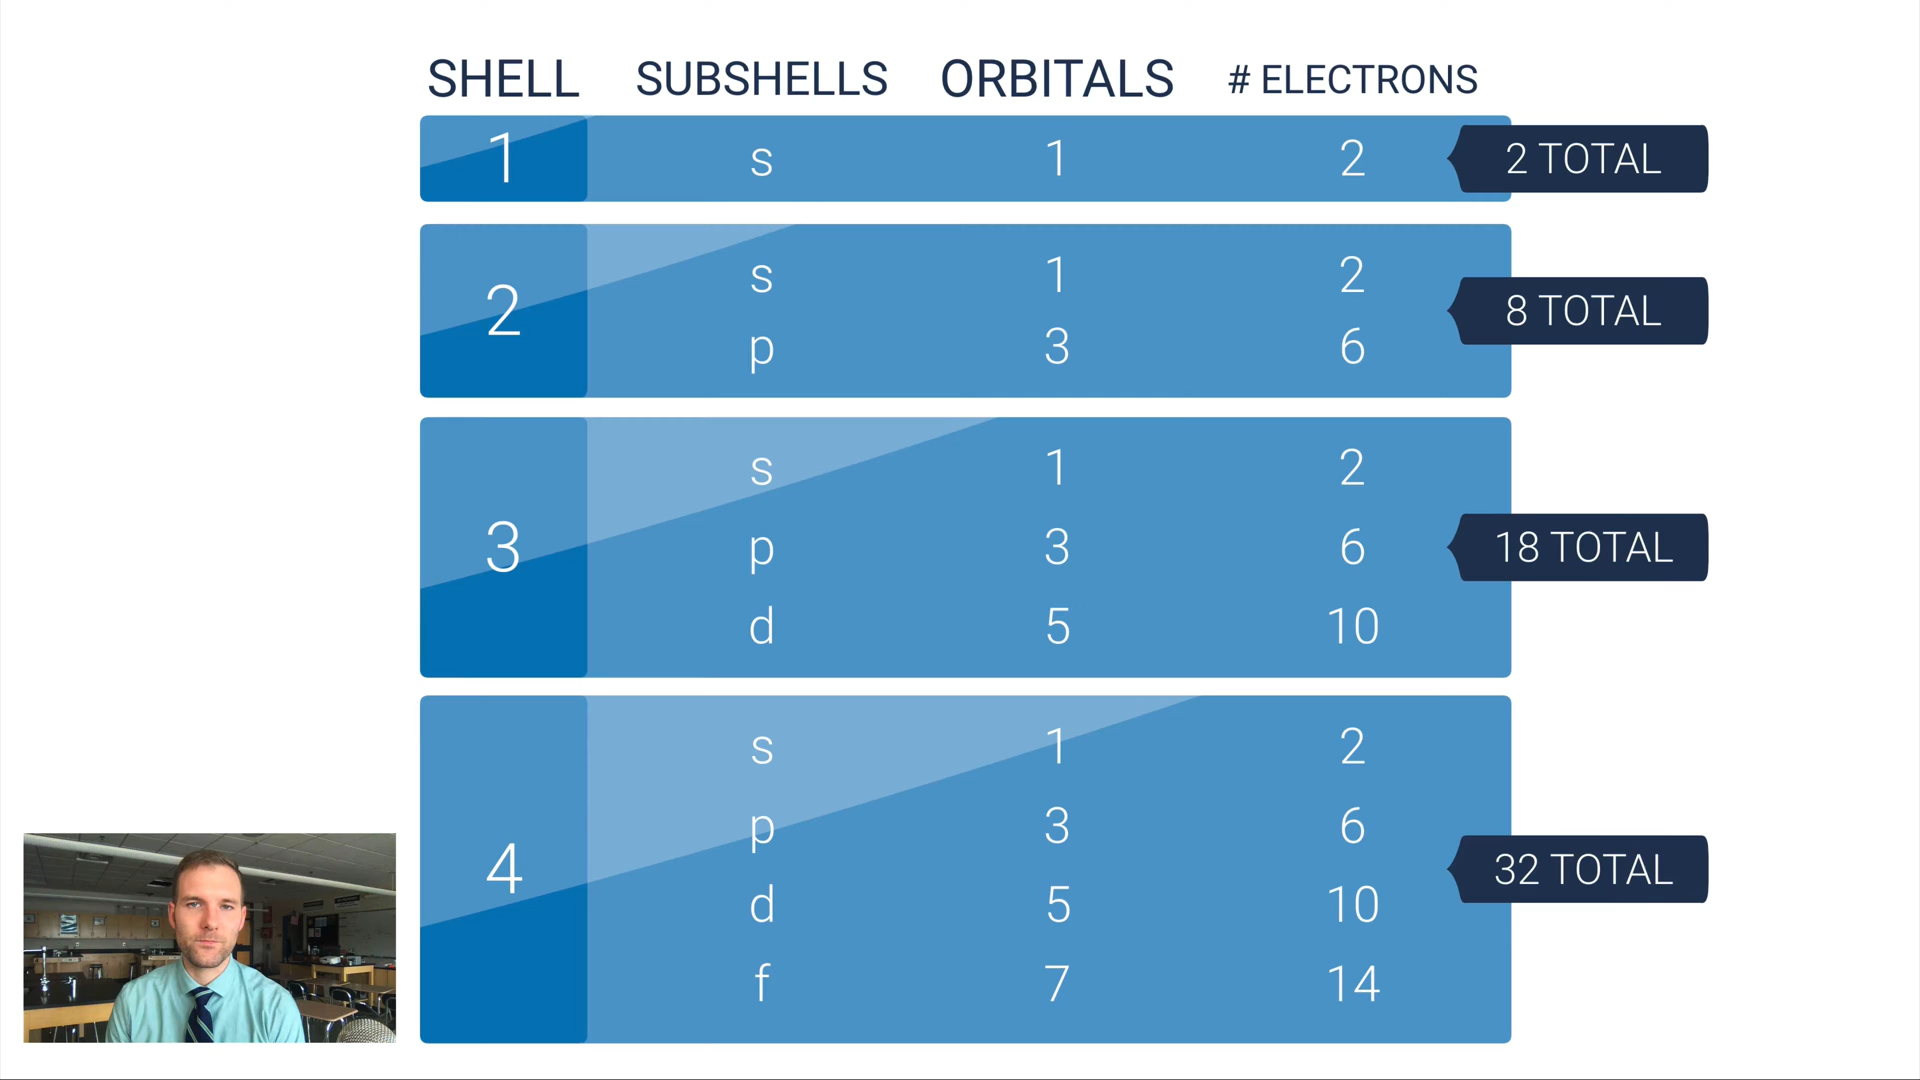 SHELL SUBSHELLS ORBITALS # ELECTRONS
1 s 1 2 2 TOTAL
2 s 1 2 8 TOTAL
p 3 6
3 s 1 2 18 TOTAL
p 3 6
d 5 10
4 s 1 2 32 TOTAL
p 3 6
d 5 10
f 7 14